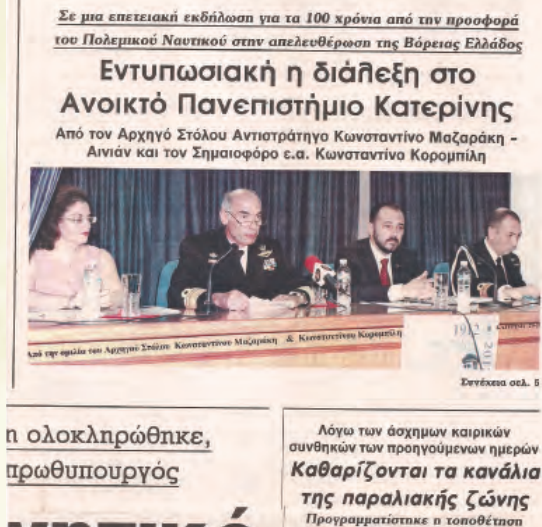 Σε μια επετειακή εκδήλωση για τα 100 χρόνια από την προσφορά
του Πολεμικού Ναυτικού στην απελευθέρωση της Βόρειας Ελλάδος
Εντυπωσιακή η διάλεξη στο
Ανοικτό Πανεπιστήμιο Κατερίνης
Από τον Αρχηγό Στόλου Αντιστράτηγο Κωνσταντίνο Μαζαράκη -
Αινιάν και τον Σημαιοφόρο ε.α. Κωνσταντίνο Κορομπίλη
Από την ομιλία του Αρχηγού Στόλου Κωνσταντίνου Μαζαράκη & Κωνσταντίνου Κορομπίλη
1912
Συνέχεια σελ. 5
η ολοκληρώθηκε,
πρωθυπουργός
Λόγω των άσχημων καιρικών
συνθηκών των προηγούμενων ημερών
Καθαρίζονται τα κανάλια
της παραλιακής ζώνης
Προγραμματίστηκε η τοποθέτηση